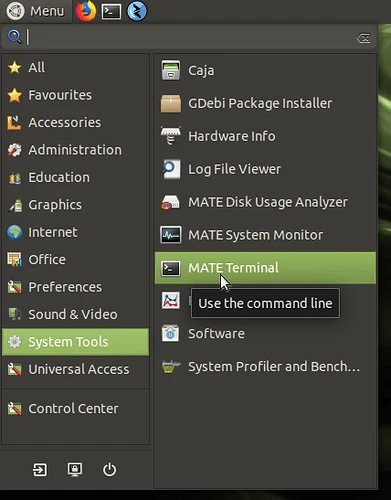 Menu
All
Favourites
Accessories
Administration
Education
Graphics
Internet
Office
Preferences
Sound & Video
System Tools
Universal Access
Control Center
Caja
GDebi Package Installer
Hardware Info
Log File Viewer
MATE Disk Usage Analyzer
MATE System Monitor
MATE Terminal
Use the command line
Software
System Profiler and Bench…